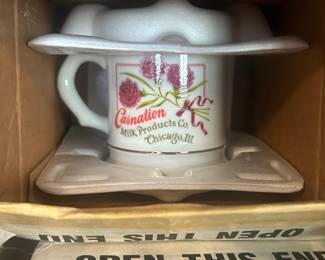 Carnation
Milk Products Co.
Chicago, Ill.
OPEN THIS END
OPEN THIS END